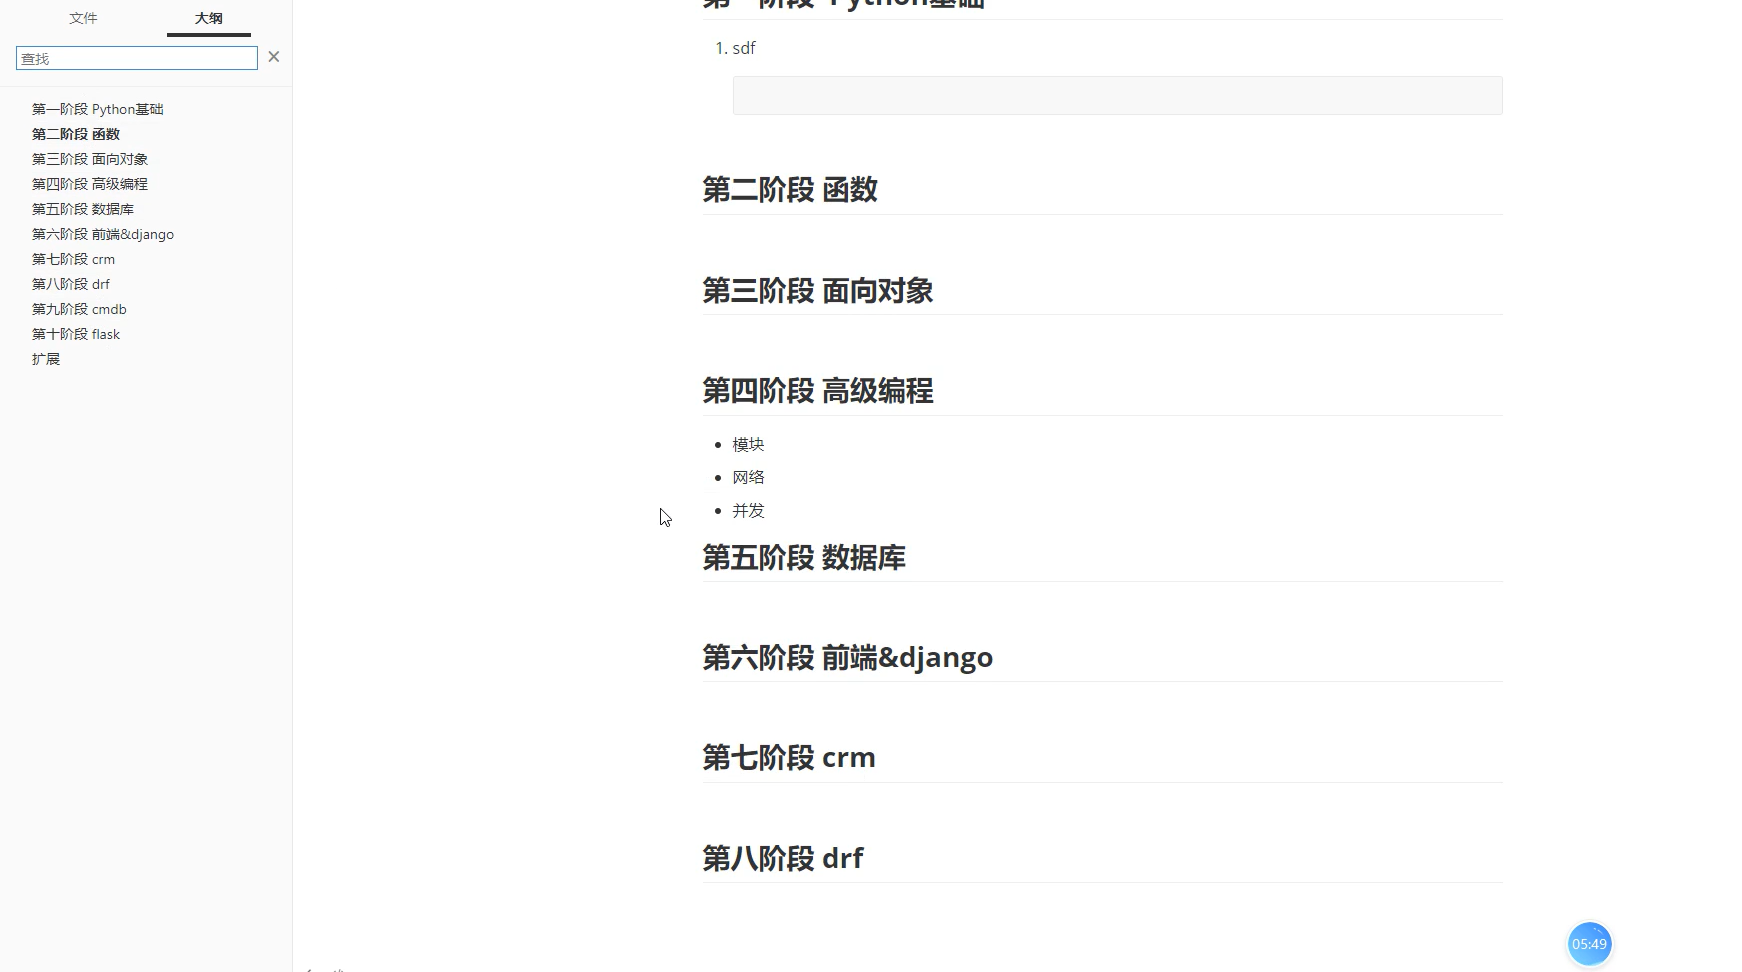 文件
大纲
查找
第一阶段 Python基础
第二阶段 函数
第三阶段 面向对象
第四阶段 高级编程
第五阶段 数据库
第六阶段 前端&django
第七阶段 crm
第八阶段 drf
第九阶段 cmdb
第十阶段 flask
扩展
第一阶段 Python基础
1. sdf
第二阶段 函数
第三阶段 面向对象
第四阶段 高级编程
模块
网络
并发
第五阶段 数据库
第六阶段 前端&django
第七阶段 crm
第八阶段 drf
05:49